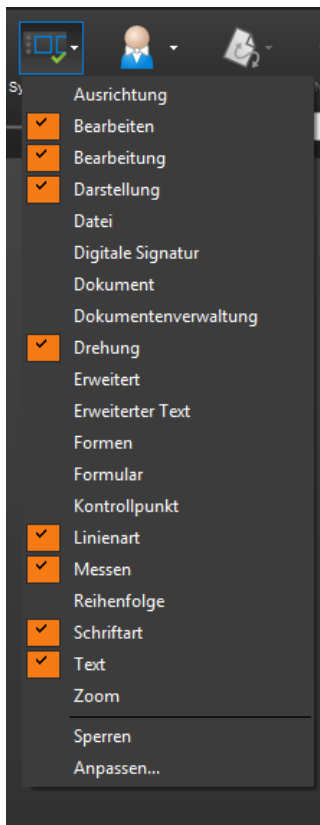 Ausrichtung
Bearbeiten
Bearbeitung
Darstellung
Datei
Digitale Signatur
Dokument
Dokumentenverwaltung
Drehung
Erweitert
Erweiterter Text
Formen
Formular
Kontrollpunkt
Linienart
Messen
Reihenfolge
Schriftart
Text
Zoom
Sperren
Anpassen...